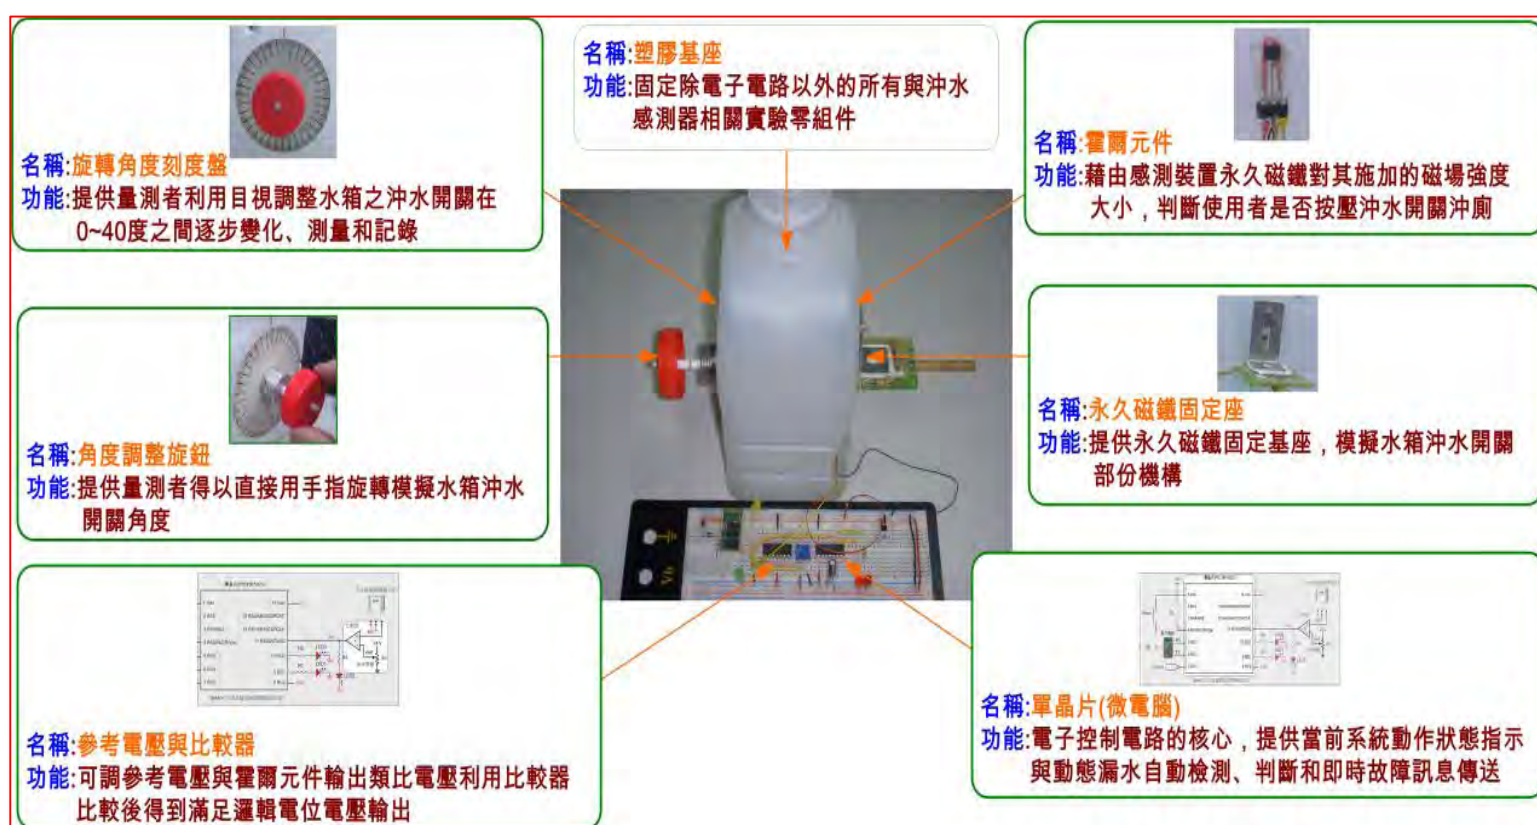 名稱:旋轉角度刻度盤
功能:提供量測者利用目視調整水箱之沖水開關在
0~40度之間逐步變化、測量和記錄
名稱:塑膠基座
功能:固定除電子電路以外的所有與沖水
感測器相關實驗零組件
名稱:霍爾元件
功能:藉由感測裝置永久磁鐵對其施加的磁場強度
大小，判斷使用者是否按壓沖水開關沖廁
名稱:角度調整旋鈕
功能:提供量測者得以直接用手指旋轉模擬水箱沖水
開關角度
名稱:永久磁鐵固定座
功能:提供永久磁鐵固定基座，模擬水箱沖水開關
部份機構
名稱:參考電壓與比較器
功能:可調參考電壓與霍爾元件輸出類比電壓利用比較器
比較後得到滿足邏輯電位電壓輸出
名稱:單晶片(微電腦)
功能:電子控制電路的核心，提供當前系統動作狀態指示
與動態漏水自動檢測、判斷和即時故障訊息傳送